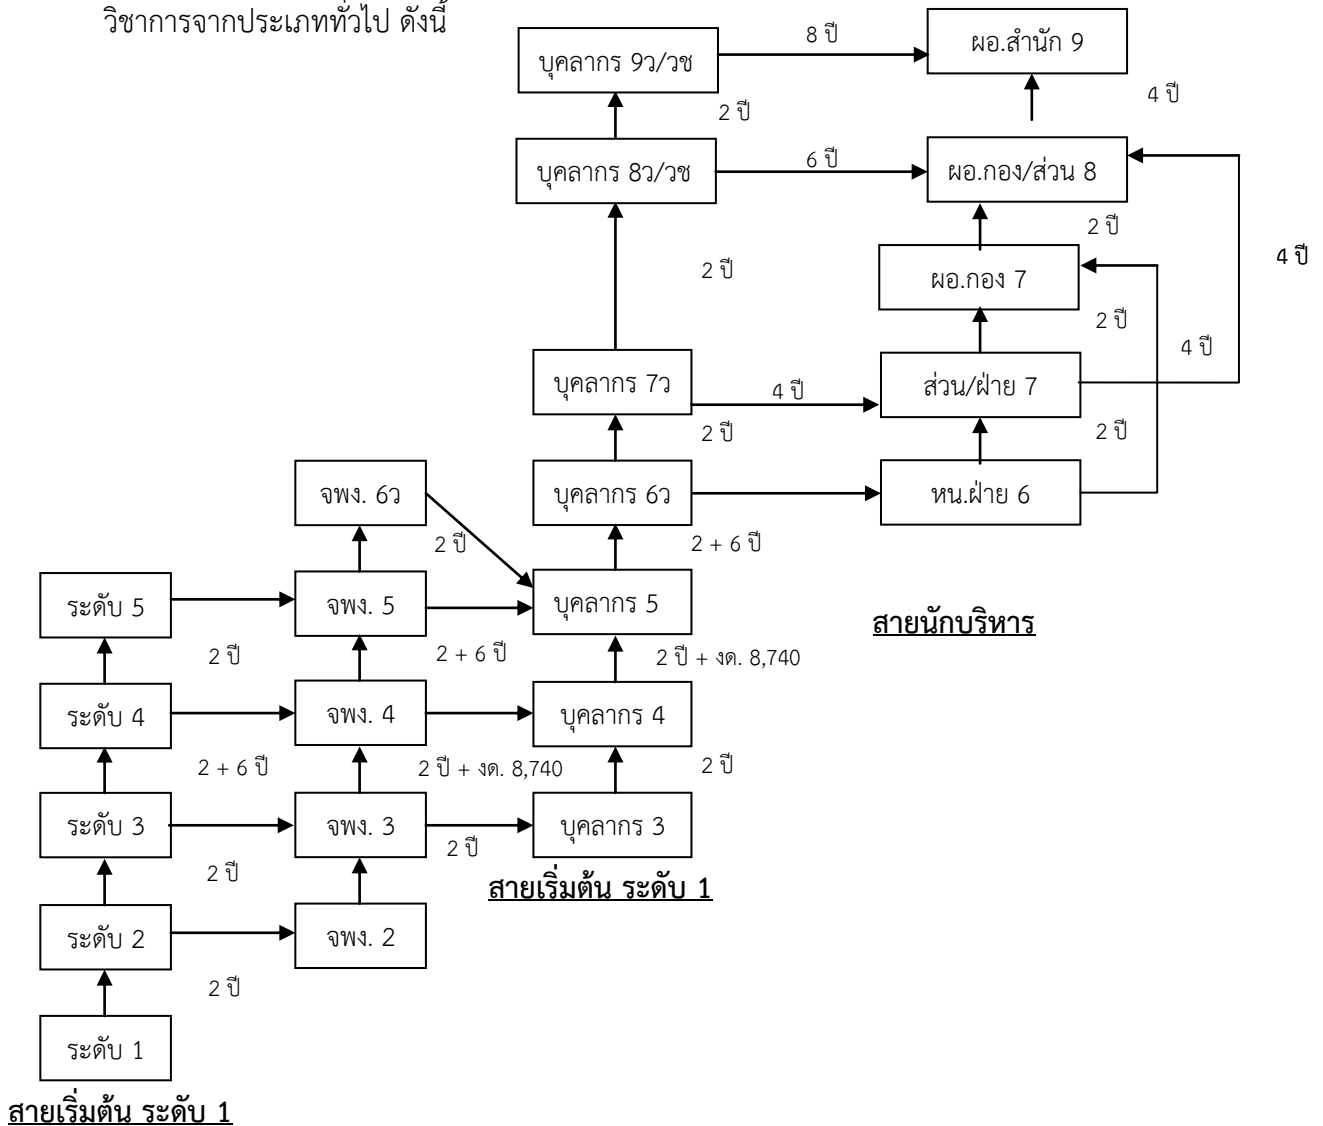 วิชาการจากประเภททั่วไป ดังนี้
บุคลากร 9ว/วช
8 ปี
ผอ.สำนัก 9
2 ปี
4 ปี
บุคลากร 8ว/วช
6 ปี
ผอ.กอง/ส่วน 8
2 ปี
2 ปี
4 ปี
ผอ.กอง 7
2 ปี
4 ปี
บุคลากร 7ว
4 ปี
ส่วน/ฝ่าย 7
2 ปี
2 ปี
จพง. 6ว
บุคลากร 6ว
หน.ฝ่าย 6
2 ปี
2 + 6 ปี
ระดับ 5
จพง. 5
บุคลากร 5
สายนักบริหาร
2 ปี
2 + 6 ปี
2 ปี + งด. 8,740
ระดับ 4
จพง. 4
บุคลากร 4
2 + 6 ปี
2 ปี + งด. 8,740
2 ปี
ระดับ 3
จพง. 3
บุคลากร 3
2 ปี
2 ปี
สายเริ่มต้น ระดับ 1
ระดับ 2
จพง. 2
2 ปี
ระดับ 1
สายเริ่มต้น ระดับ 1